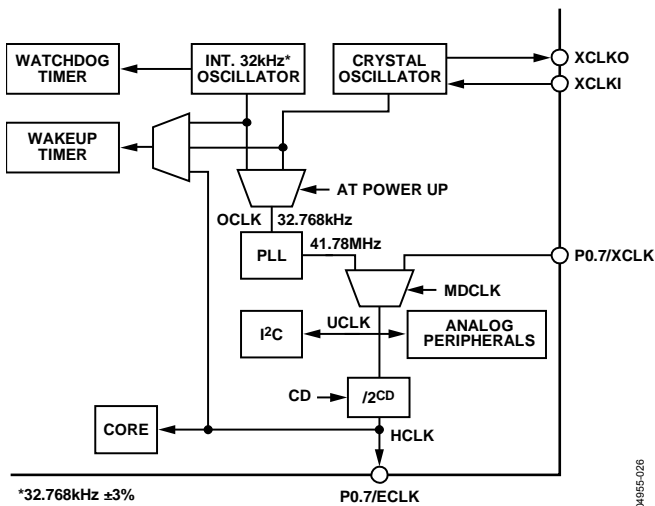 WATCHDOG
TIMER
INT. 32kHz*
OSCILLATOR
CRYSTAL
OSCILLATOR
XCLKO
XCLKI
WAKEUP
TIMER
AT POWER UP
OCLK 32.768kHz
PLL
41.78MHz
P0.7/XCLK
MDCLK
I2C
UCLK
ANALOG
PERIPHERALS
CD
/2CD
CORE
HCLK
*32.768kHz ±3%
P0.7/ECLK
04955-026